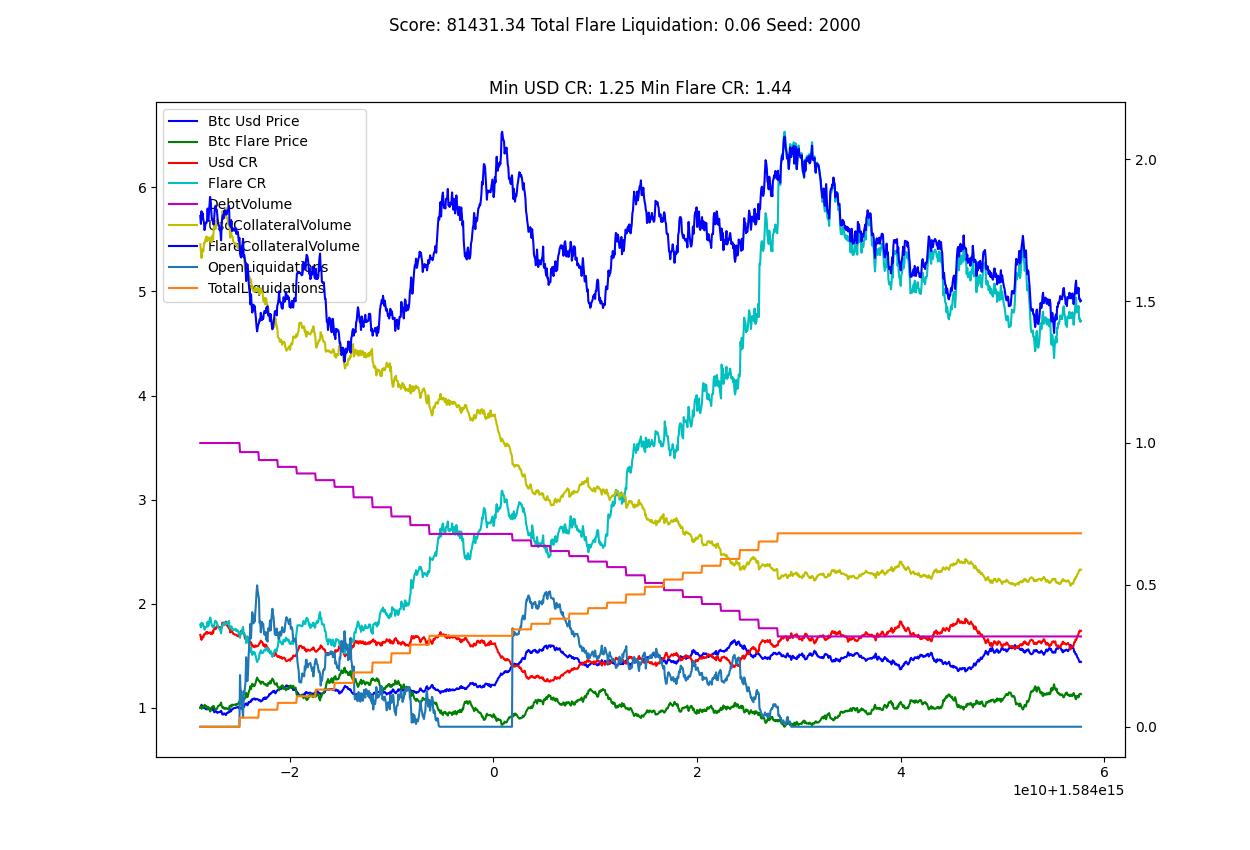 Score: 81431.34 Total Flare Liquidation: 0.06 Seed: 2000
Min USD CR: 1.25 Min Flare CR: 1.44
Btc Usd Price
Btc Flare Price
Usd CR
Flare CR
DebtVolume
UsdCollateralVolume
FlareCollateralVolume
OpenLiquidations
TotalLiquidations
6
5
4
3
2
1
2.0
1.5
1.0
0.5
0.0
−2
0
2
4
6
1e10+1.584e15